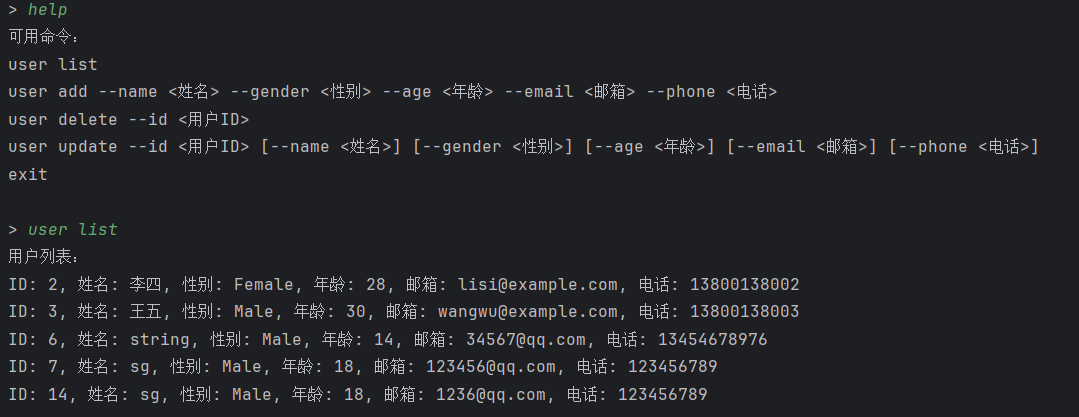 > help
可用命令:
user list
user add --name <姓名> --gender <性别> --age <年龄> --email <邮箱> --phone <电话>
user delete --id <用户ID>
user update --id <用户ID> [--name <姓名>] [--gender <性别>] [--age <年龄>] [--email <邮箱>] [--phone <电话>]
exit
> user list
用户列表:
ID: 2, 姓名: 李四, 性别: Female, 年龄: 28, 邮箱: lisi@example.com, 电话: 13800138002
ID: 3, 姓名: 王五, 性别: Male, 年龄: 30, 邮箱: wangwu@example.com, 电话: 13800138003
ID: 6, 姓名: string, 性别: Male, 年龄: 14, 邮箱: 34567@qq.com, 电话: 13454678976
ID: 7, 姓名: sg, 性别: Male, 年龄: 18, 邮箱: 123456@qq.com, 电话: 123456789
ID: 14, 姓名: sg, 性别: Male, 年龄: 18, 邮箱: 1236@qq.com, 电话: 123456789